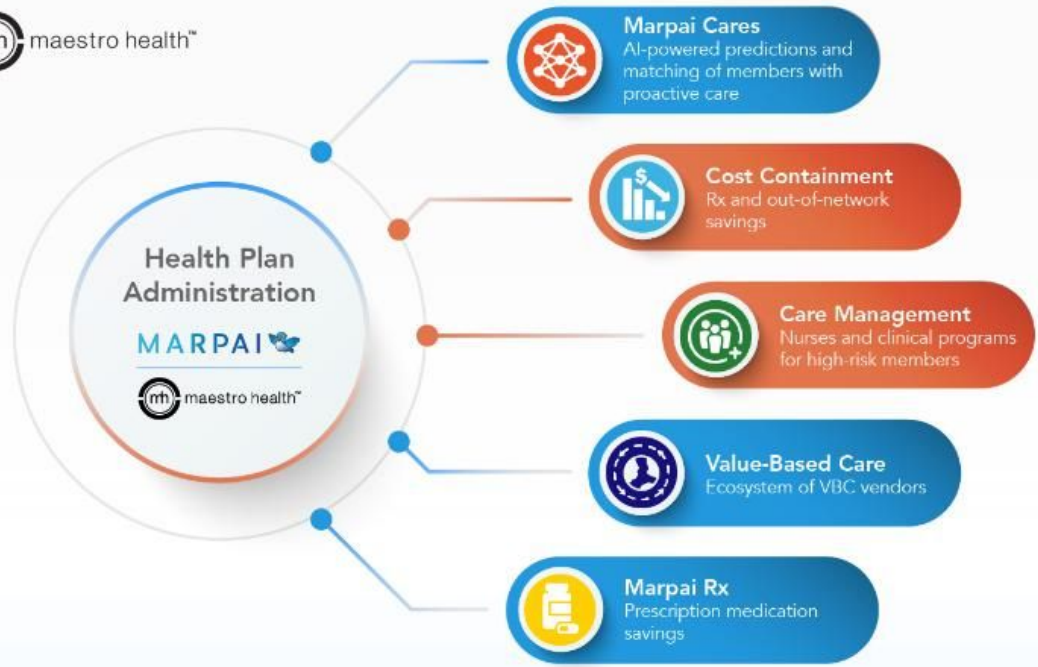 mh maestro health™
Marpai Cares
AI-powered predictions and
matching of members with
proactive care
Cost Containment
Rx and out-of-network
savings
Health Plan
Administration
MARPAI
mh maestro health™
Care Management
Nurses and clinical programs
for high-risk members
Value-Based Care
Ecosystem of VBC vendors
Marpai Rx
Prescription medication
savings
$